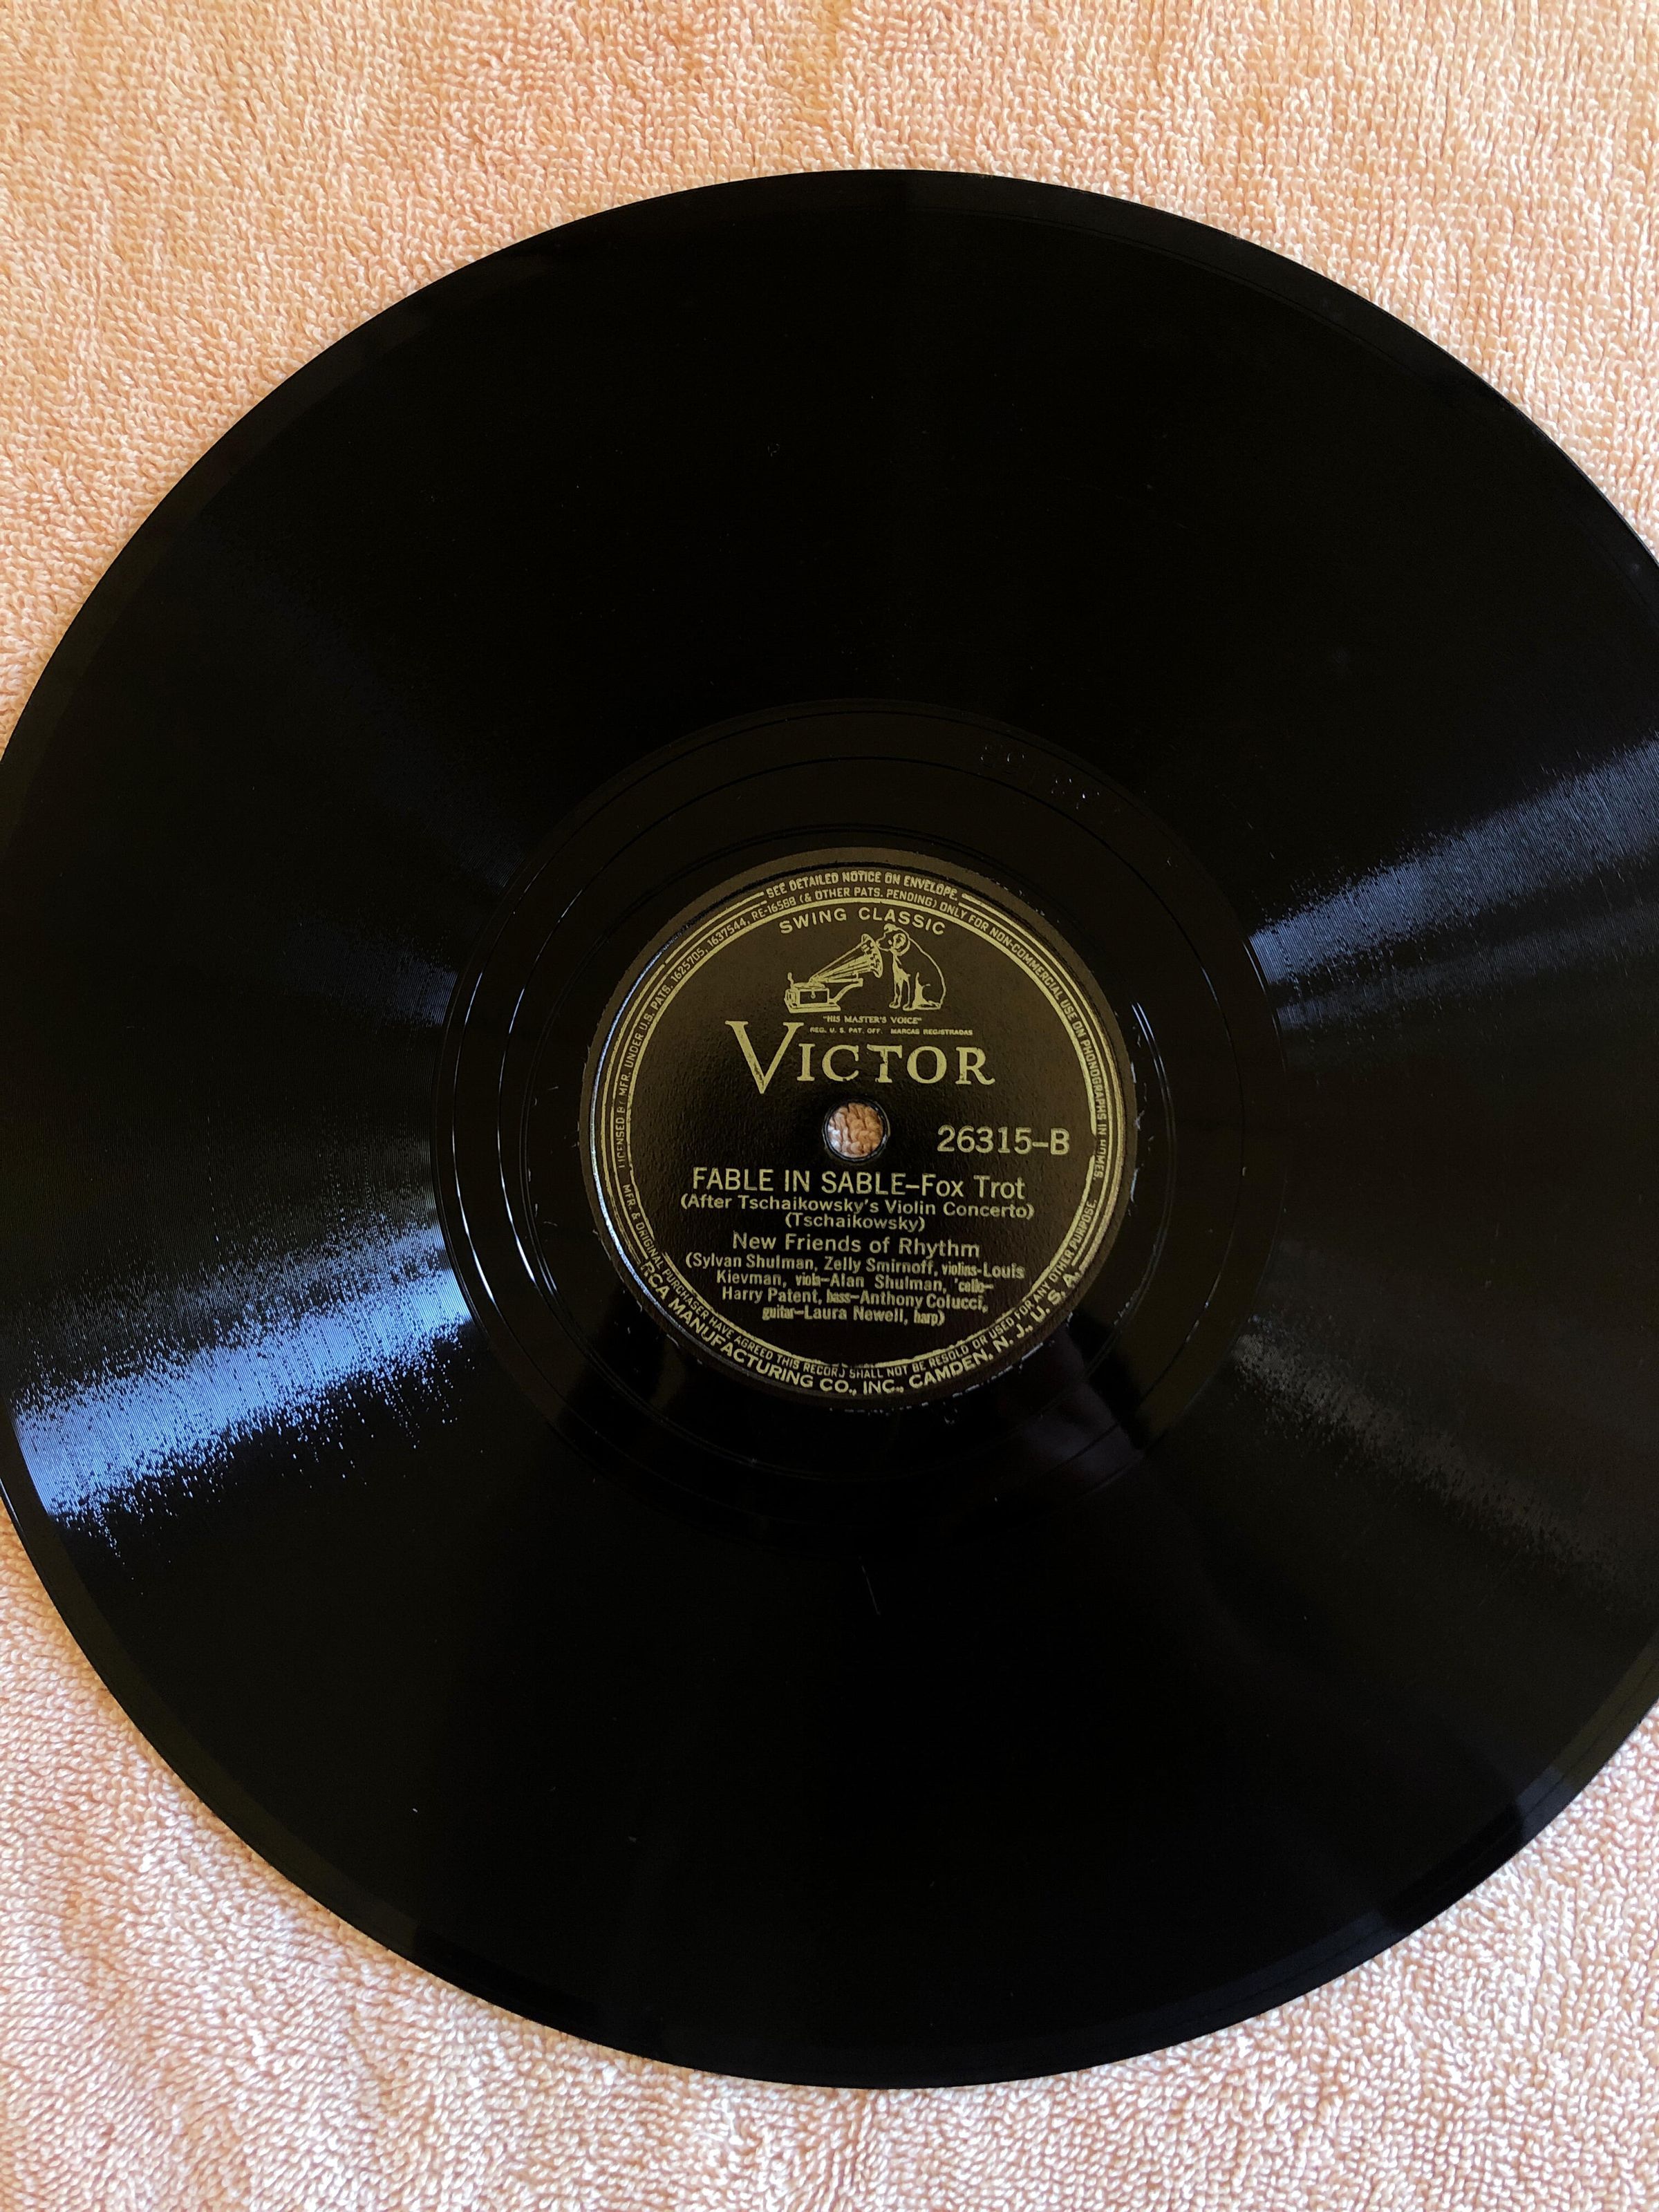 SEE DETAILED NOTICE ON ENVELOPE.
LICENSED BY MFR. UNDER U.S. PATS. 1625705, 1637544, RE-16588 (& OTHER PATS. PENDING) ONLY FOR NON-COMMERCIAL USE ON PHONOGRAPHS IN HOMES.
SWING CLASSIC
"HIS MASTER'S VOICE"
REG. U. S. PAT. OFF. MARCAS REGISTRADAS
VICTOR
26315-B
FABLE IN SABLE-Fox Trot
(After Tschaikowsky's Violin Concerto)
(Tschaikowsky)
New Friends of Rhythm
(Sylvan Shulman, Zelly Smirnoff, violins-Louis
Kievman, viola-Alan Shulman, 'cello-
Harry Patent, bass-Anthony Colucci,
guitar-Laura Newell, harp)
MFR. & ORIGINAL PURCHASER HAVE AGREED THIS RECORD SHALL NOT BE RESOLD OR USED FOR ANY OTHER PURPOSE.
RCA MANUFACTURING CO., INC., CAMDEN, N. J., U. S. A.